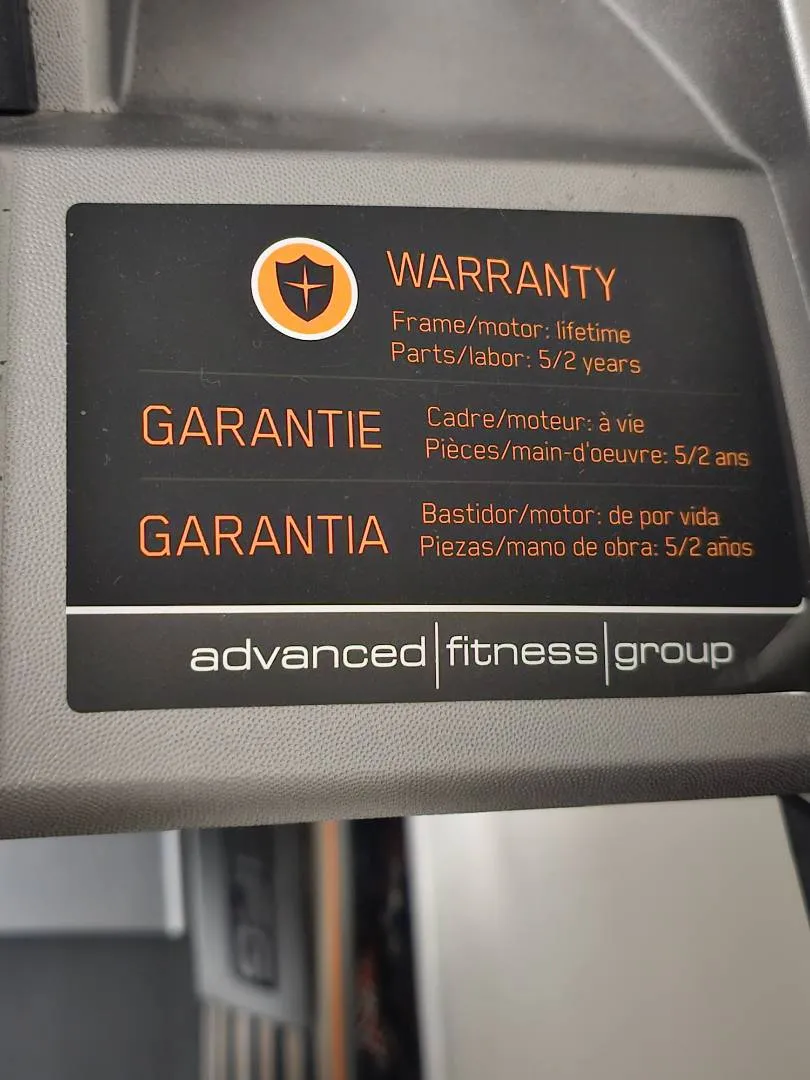 WARRANTY
Frame/motor: lifetime
Parts/labor: 5/2 years
GARANTIE
Cadre/moteur: à vie
Pièces/main-d'oeuvre: 5/2 ans
GARANTIA
Bastidor/motor: de por vida
Piezas/mano de obra: 5/2 años
advanced|fitness|group